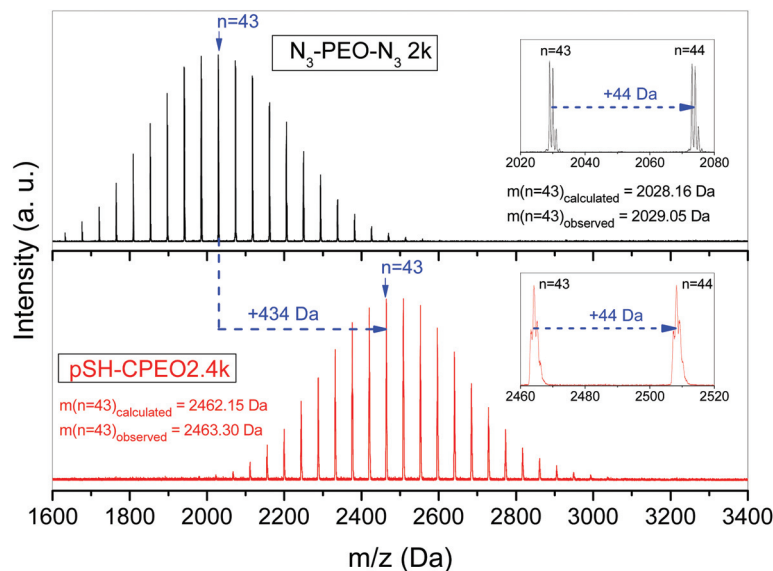 n=43
N3-PEO-N3 2k
n=43
n=44
+44 Da
2020 2040 2060 2080
m(n=43)calculated = 2028.16 Da
m(n=43)observed = 2029.05 Da
Intensity (a. u.)
n=43
+434 Da
n=43
n=44
+44 Da
2460 2480 2500 2520
pSH-CPEO2.4k
m(n=43)calculated = 2462.15 Da
m(n=43)observed = 2463.30 Da
1600 1800 2000 2200 2400 2600 2800 3000 3200 3400
m/z (Da)